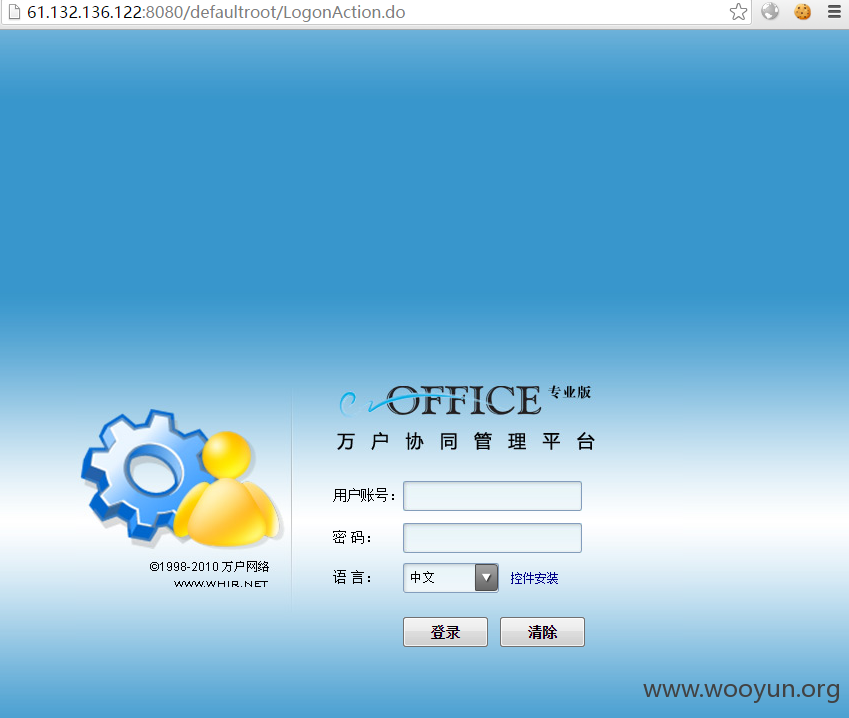 61.132.136.122:8080/defaultroot/LogonAction.do
OFFICE 专业版
万户协同管理平台
用户账号：
密 码：
语 言： 中文 控件安装
©1998-2010 万户网络
WWW.WHIR.NET
登录 清除
www.wooyun.org